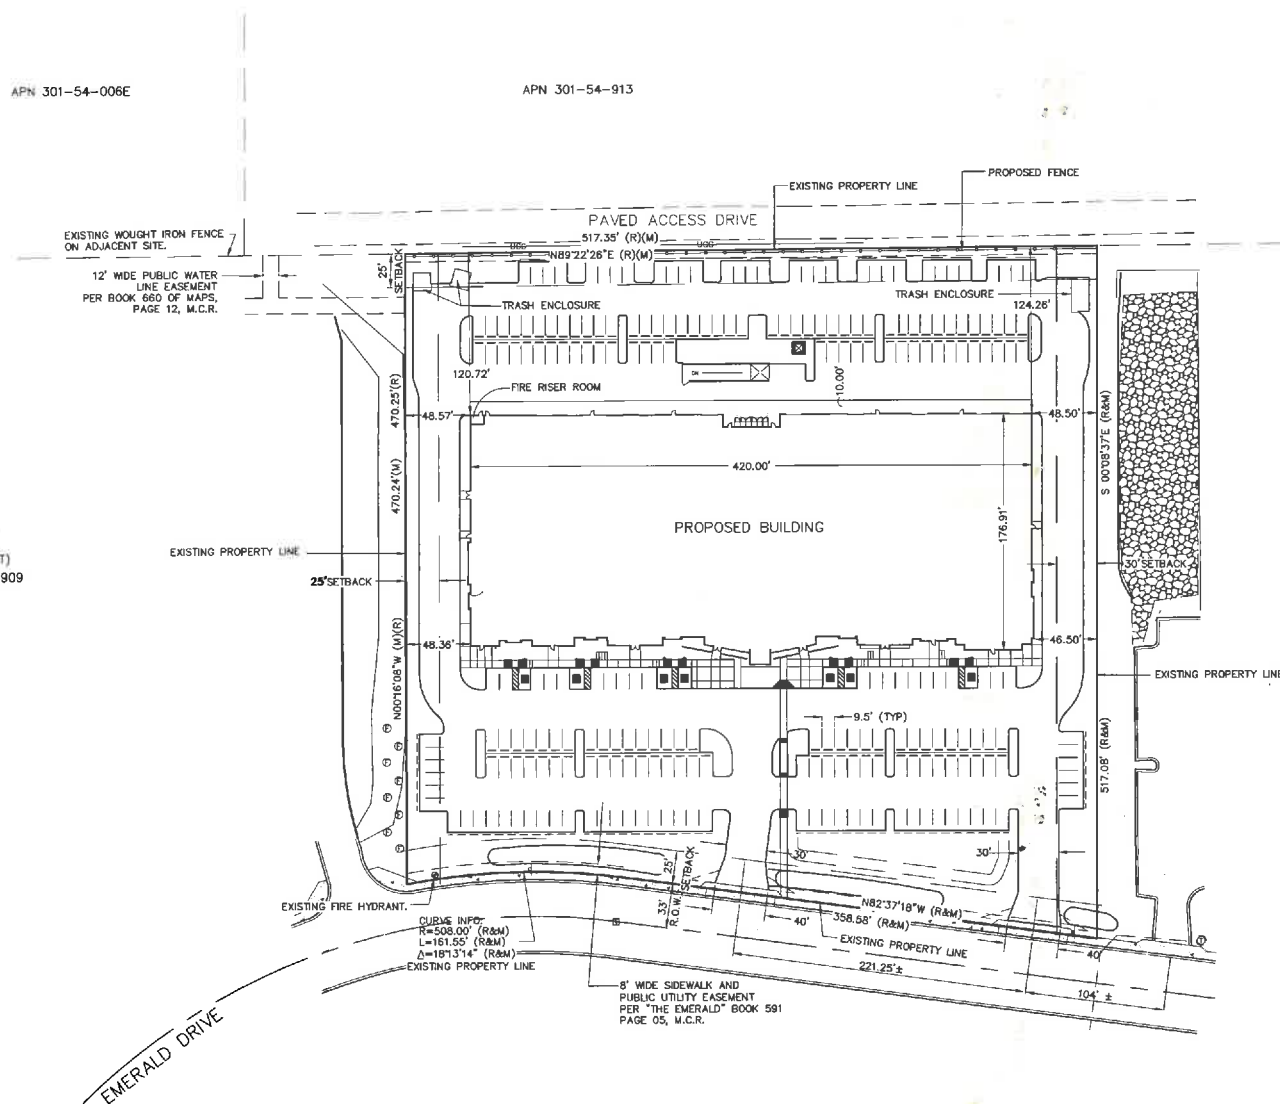 APN 301-54-006E
APN 301-54-913
EXISTING PROPERTY LINE
PROPOSED FENCE
PAVED ACCESS DRIVE
517.35' (R)(M)
N89°22'26"E (R)(M)
EXISTING WOUGHT IRON FENCE
ON ADJACENT SITE.
12' WIDE PUBLIC WATER
LINE EASEMENT
PER BOOK 660 OF MAPS,
PAGE 12, M.C.R.
25'
SETBACK
TRASH ENCLOSURE
TRASH ENCLOSURE
124.26'
120.72'
FIRE RISER ROOM
10.00'
470.25'(R)
470.24'(M)
48.57'
48.50'
S 00°08'37"E (R&M)
420.00'
176.91'
PROPOSED BUILDING
EXISTING PROPERTY LINE
909
25'SETBACK
30'SETBACK
N00°16'08"W (M)(R)
48.36'
46.50'
EXISTING PROPERTY LINE
9.5' (TYP)
517.08' (R&M)
30'
30'
25'
SETBACK
33'
R.O.W.
EXISTING FIRE HYDRANT.
N82°37'18"W (R&M)
358.58' (R&M)
40'
40'
CURVE INFO:
R=508.00' (R&M)
L=161.55' (R&M)
Δ=18°13'14" (R&M)
EXISTING PROPERTY LINE
EXISTING PROPERTY LINE
221.25'±
104' ±
8' WIDE SIDEWALK AND
PUBLIC UTILITY EASEMENT
PER "THE EMERALD" BOOK 591
PAGE 05, M.C.R.
EMERALD DRIVE